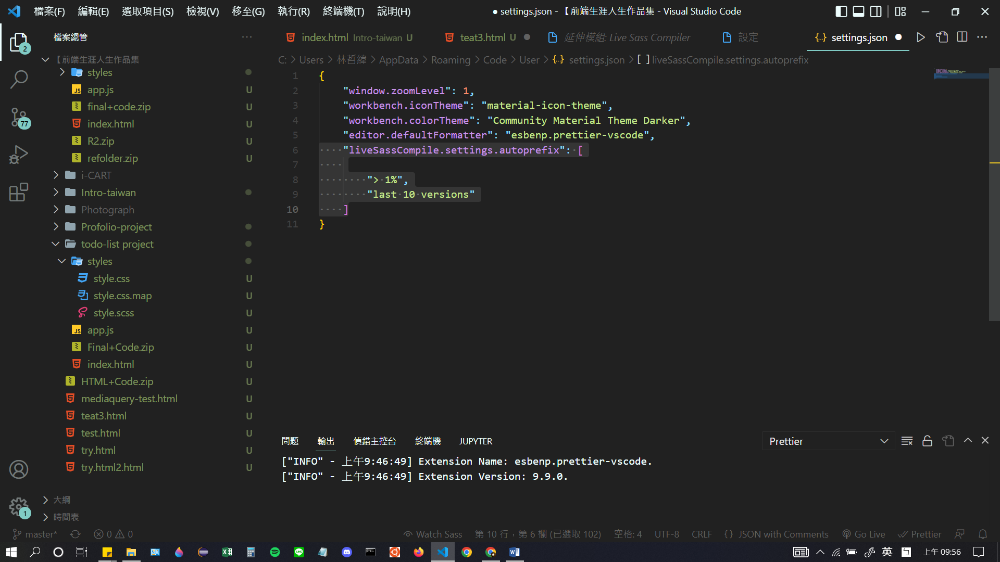 檔案(F) 編輯(E) 選取項目(S) 檢視(V) 移至(G) 執行(R) 終端機(T) 說明(H)
● settings.json - 【 前端生涯人生作品集 - Visual Studio Code
檔案總管
2
【 前端生涯人生作品集
styles
app.js U
final+code.zip U
index.html U
R2.zip U
refolder.zip U
i-CART
Intro-taiwan
Photograph
Profolio-project
todo-list project
styles
style.css U
style.css.map U
style.scss U
app.js U
Final+Code.zip U
index.html U
HTML+Code.zip U
mediaquery-test.html U
teat3.html U
test.html U
try.html U
try.html2.html U
大綱
時間表
77
1
index.html Intro-taiwan U
teat3.html U
延伸模組: Live Sass Compiler
設定
settings.json
C: > Users > 林哲緯 > AppData > Roaming > Code > User > {..} settings.json > [ ] liveSassCompile.settings.autoprefix
1 {
2 "window.zoomLevel": 1,
3 "workbench.iconTheme": "material-icon-theme",
4 "workbench.colorTheme": "Community Material Theme Darker",
5 "editor.defaultFormatter": "esbenp.prettier-vscode",
6 "liveSassCompile.settings.autoprefix": [
7
8 "> 1%",
9 "last 10 versions"
10 ]
11 }
問題 輸出 偵錯主控台 終端機 JUPYTER
Prettier
["INFO" - 上午9:46:49] Extension Name: esbenp.prettier-vscode.
["INFO" - 上午9:46:49] Extension Version: 9.9.0.
master* 0 0 Watch Sass 第 10 行，第 6 欄 (已選取 102) 空格: 4 UTF-8 CRLF {} JSON with Comments Go Live Prettier
英 上午 09:56